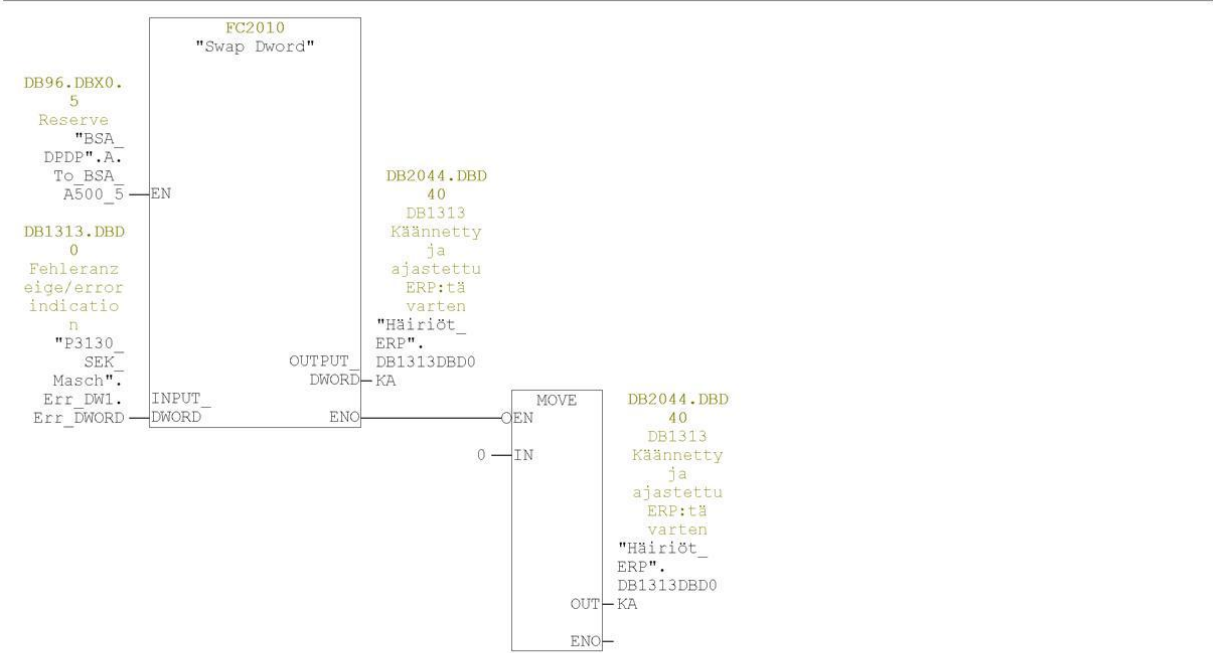 FC2010
"Swap Dword"
DB96.DBX0.
5
Reserve
"BSA_
DPDP".A.
To_BSA_
A500_5
EN
DB1313.DBD
0
Fehleranz
eige/error
indicatio
n
"P3130_
SEK_
Masch".
Err_DW1.
Err_DWORD
INPUT_
DWORD
DB2044.DBD
40
DB1313
Käännetty
ja
ajastettu
ERP:tä
varten
"Häiriöt_
ERP".
DB1313DBD0
KA
OUTPUT_
DWORD
ENO
MOVE
EN
0
IN
DB2044.DBD
40
DB1313
Käännetty
ja
ajastettu
ERP:tä
varten
"Häiriöt_
ERP".
DB1313DBD0
KA
OUT
ENO